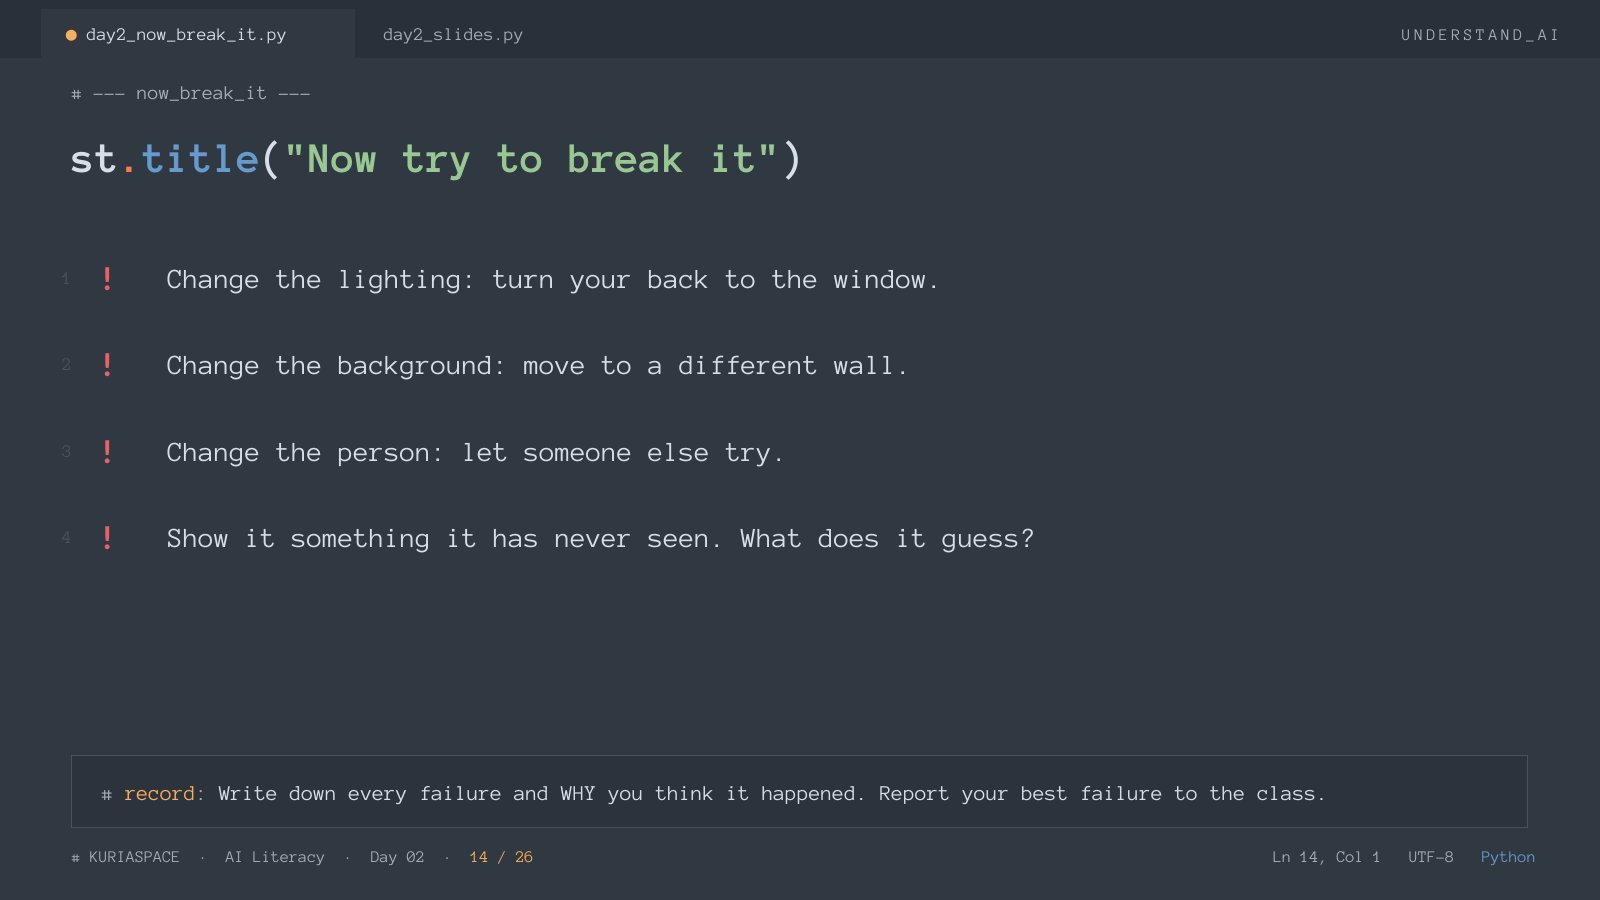 day2_now_break_it.py day2_slides.py UNDERSTAND_AI
# --- now_break_it ---
st.title("Now try to break it")
1 ! Change the lighting: turn your back to the window.
2 ! Change the background: move to a different wall.
3 ! Change the person: let someone else try.
4 ! Show it something it has never seen. What does it guess?
# record: Write down every failure and WHY you think it happened. Report your best failure to the class.
# KURIASPACE · AI Literacy · Day 02 · 14 / 26 Ln 14, Col 1 UTF-8 Python